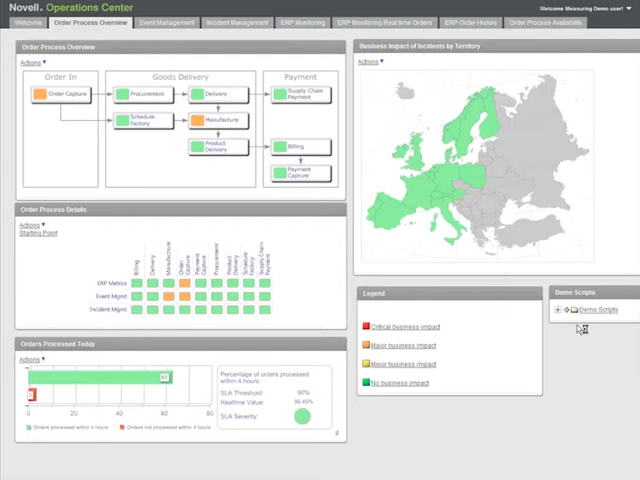 Novell. Operations Center
Welcome Measuring Demo user!
Welcome
Order Process Overview
Event Management
Incident Management
ERP Monitoring
ERP Monitoring Real time Orders
ERP Order History
Order Process Availability
Order Process Overview
Actions
Order In
Goods Delivery
Payment
Order Capture
Procurement
Delivery
Supply Chain
Payment
Schedule
Factory
Manufacture
Product
Delivery
Billing
Payment
Capture
Order Process Details
Actions
Starting Point
Billing
Delivery
Manufacture
Order
Capture
Payment
Capture
Procurement
Product
Delivery
Schedule
Factory
Supply Chain
Payment
ERP Metrics
Event Mgmt
Incident Mgmt
Orders Processed Today
Actions
0
20
40
60
80
Orders processed within 4 hours
Orders not processed within 4 hours
Percentage of orders processed
within 4 hours
SLA Threshold: 90%
Realtime Value: 95.45%
SLA Severity:
Business Impact of Incidents by Territory
Actions
Legend
Critical business impact
Major business impact
Minor business impact
No business impact
Demo Scripts
Demo Scripts